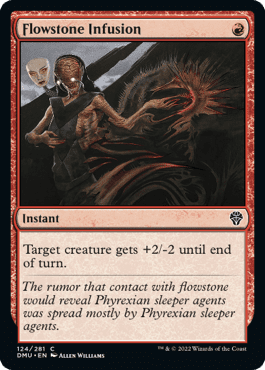 Flowstone Infusion
Instant
Target creature gets +2/-2 until end
of turn.
The rumor that contact with flowstone
would reveal Phyrexian sleeper agents
was spread mostly by Phyrexian sleeper
agents.
124/281 C
DMU • EN Allen Williams
™ & © 2022 Wizards of the Coast